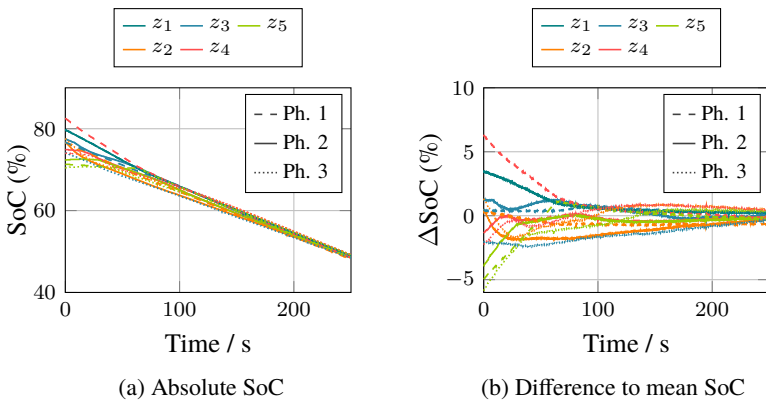 z1 z3 z5
z2 z4
80
60
40
0
100
200
SoC (%)
Time / s
Ph. 1
Ph. 2
Ph. 3
(a) Absolute SoC
z1 z3 z5
z2 z4
10
5
0
−5
0
100
200
ΔSoC (%)
Time / s
Ph. 1
Ph. 2
Ph. 3
(b) Difference to mean SoC